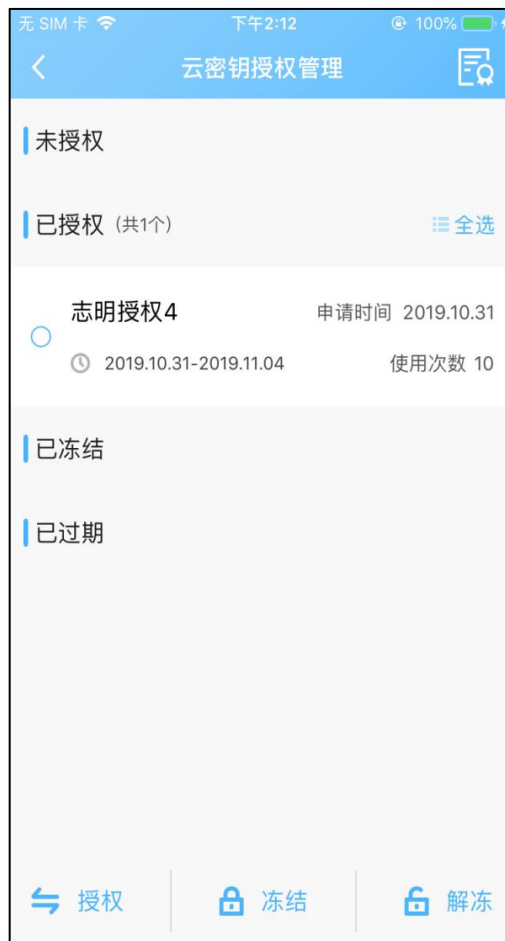 无 SIM 卡 下午2:12 100%
云密钥授权管理
未授权
已授权 (共1个) 全选
志明授权4 申请时间 2019.10.31
2019.10.31-2019.11.04 使用次数 10
已冻结
已过期
授权 冻结 解冻